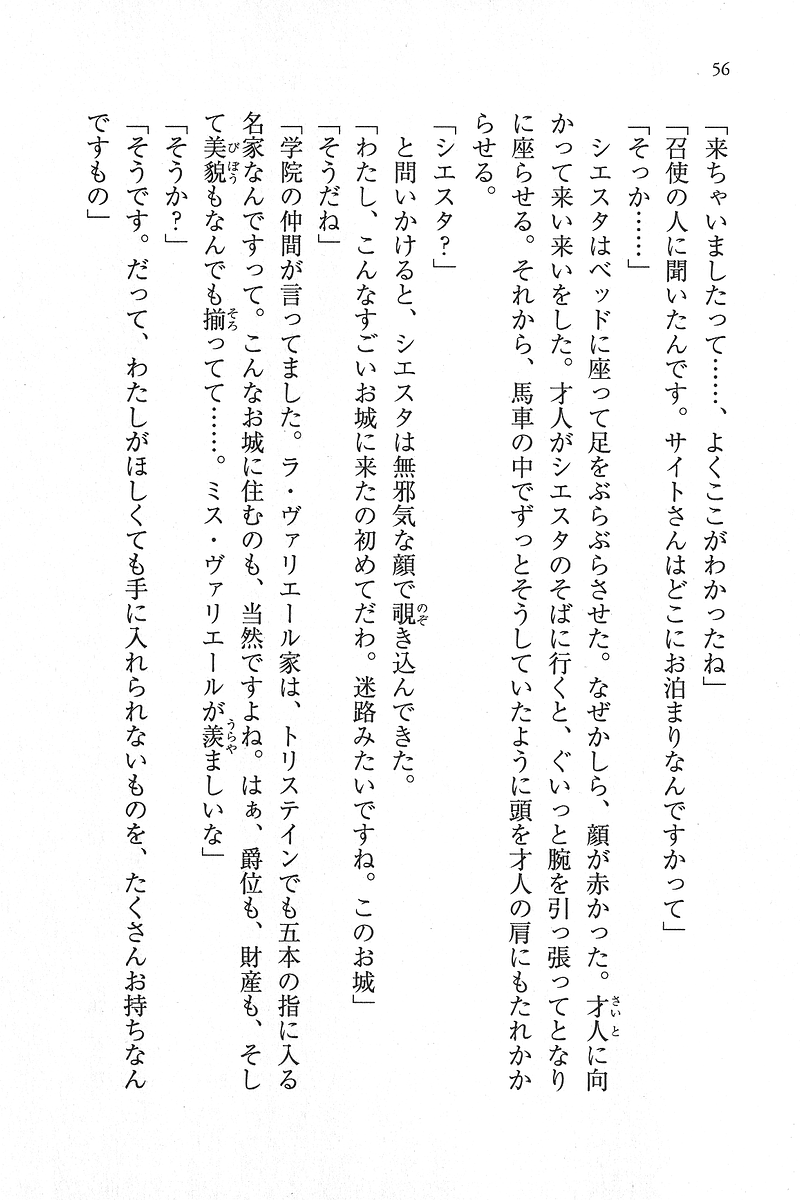 56
「来ちゃいましたって……、よくここがわかったね」
「召使の人に聞いたんです。サイトさんはどこにお泊まりなんですかって」
「そっか……」
　シエスタはベッドに座って足をぶらぶらさせた。なぜかしら、顔が赤かった。才人に向
かって来い来いをした。才人がシエスタのそばに行くと、ぐいっと腕を引っ張ってとなり
に座らせる。それから、馬車の中でずっとそうしていたように頭を才人の肩にもたれかか
らせる。
「シエスタ？」
　と問いかけると、シエスタは無邪気な顔で覗き込んできた。
「わたし、こんなすごいお城に来たの初めてだわ。迷路みたいですね。このお城」
「そうだね」
「学院の仲間が言ってました。ラ・ヴァリエール家は、トリステインでも五本の指に入る
名家なんですって。こんなお城に住むのも、当然ですよね。はぁ、爵位も、財産も、そし
て美貌もなんでも揃ってて……。ミス・ヴァリエールが羨ましいな」
「そうか？」
「そうです。だって、わたしがほしくても手に入れられないものを、たくさんお持ちなん
ですもの」